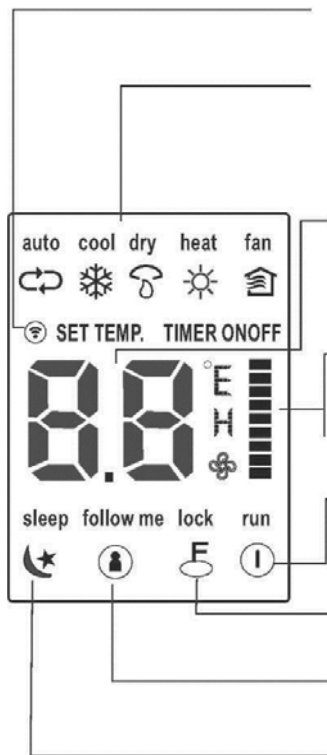 auto cool dry heat fan
SET TEMP. TIMER ONOFF
8.8 °E
H
sleep follow me lock run